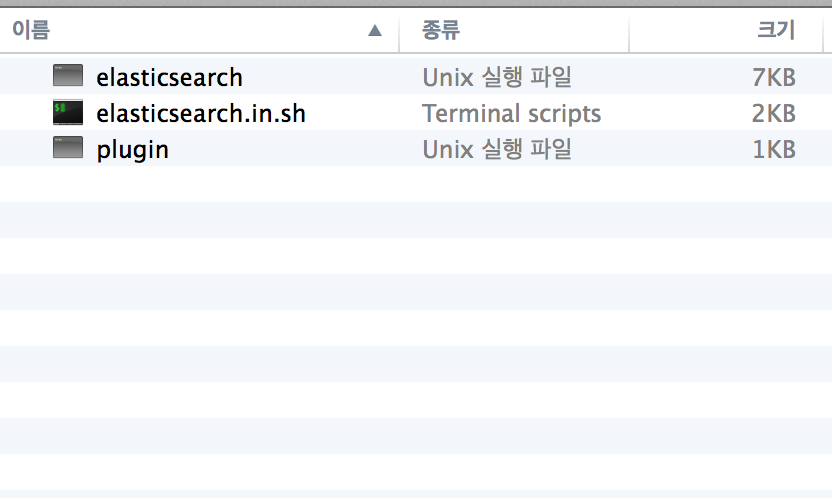 이름 ▲ 종류 크기
elasticsearch Unix 실행 파일 7KB
elasticsearch.in.sh Terminal scripts 2KB
plugin Unix 실행 파일 1KB